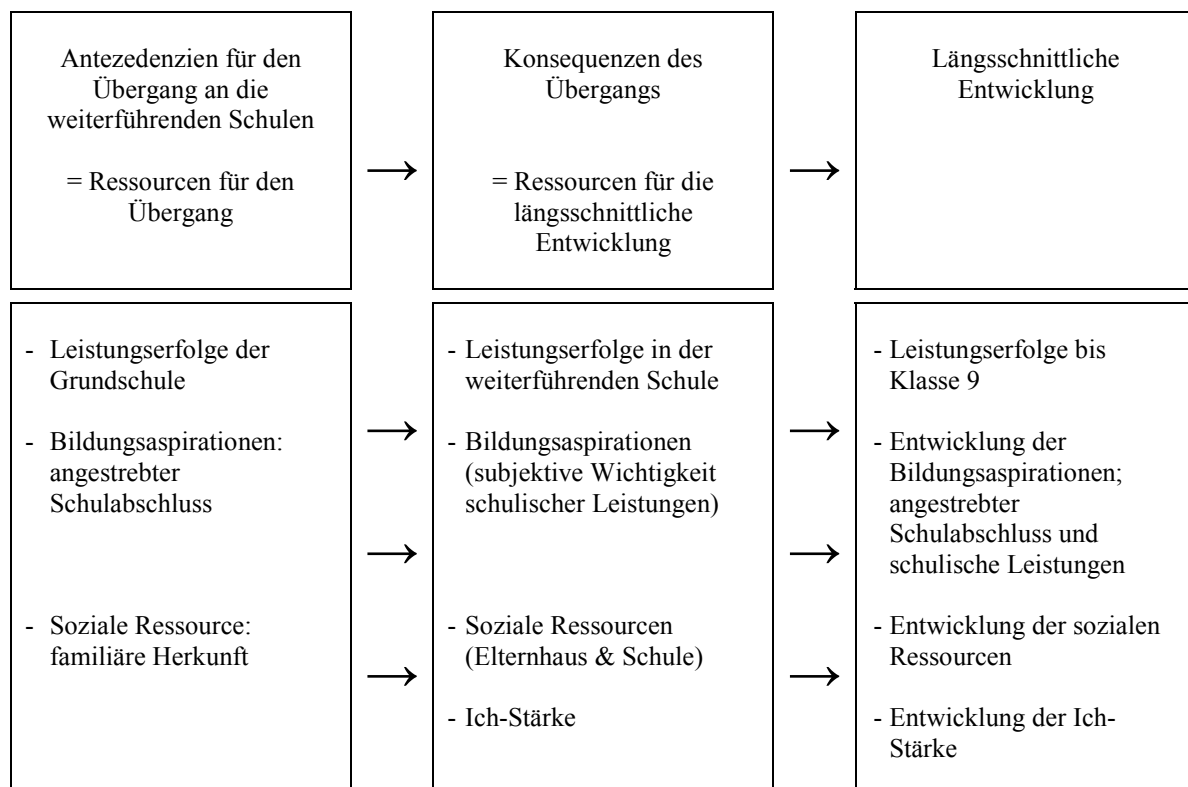 Antezedenzien für den
Übergang an die
weiterführenden Schulen
= Ressourcen für den
Übergang
Konsequenzen des
Übergangs
= Ressourcen für die
längsschnittliche
Entwicklung
Längsschnittliche
Entwicklung
- Leistungserfolge der
Grundschule
- Bildungsaspirationen:
angestrebter
Schulabschluss
- Soziale Ressource:
familiäre Herkunft
- Leistungserfolge in der
weiterführenden Schule
- Bildungsaspirationen
(subjektive Wichtigkeit
schulischer Leistungen)
- Soziale Ressourcen
(Elternhaus & Schule)
- Ich-Stärke
- Leistungserfolge bis
Klasse 9
- Entwicklung der
Bildungsaspirationen;
angestrebter
Schulabschluss und
schulische Leistungen
- Entwicklung der sozialen
Ressourcen
- Entwicklung der Ich-
Stärke